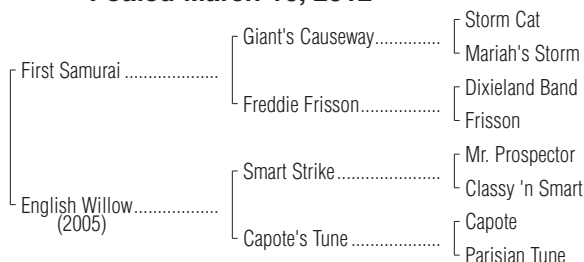 Foaled March 16, 2012
Storm Cat
Giant's Causeway..............
Mariah's Storm
First Samurai ....................
Dixieland Band
Freddie Frisson.................
Frisson
Mr. Prospector
Smart Strike......................
Classy 'n Smart
English Willow..................
(2005)
Capote
Capote's Tune ..................
Parisian Tune